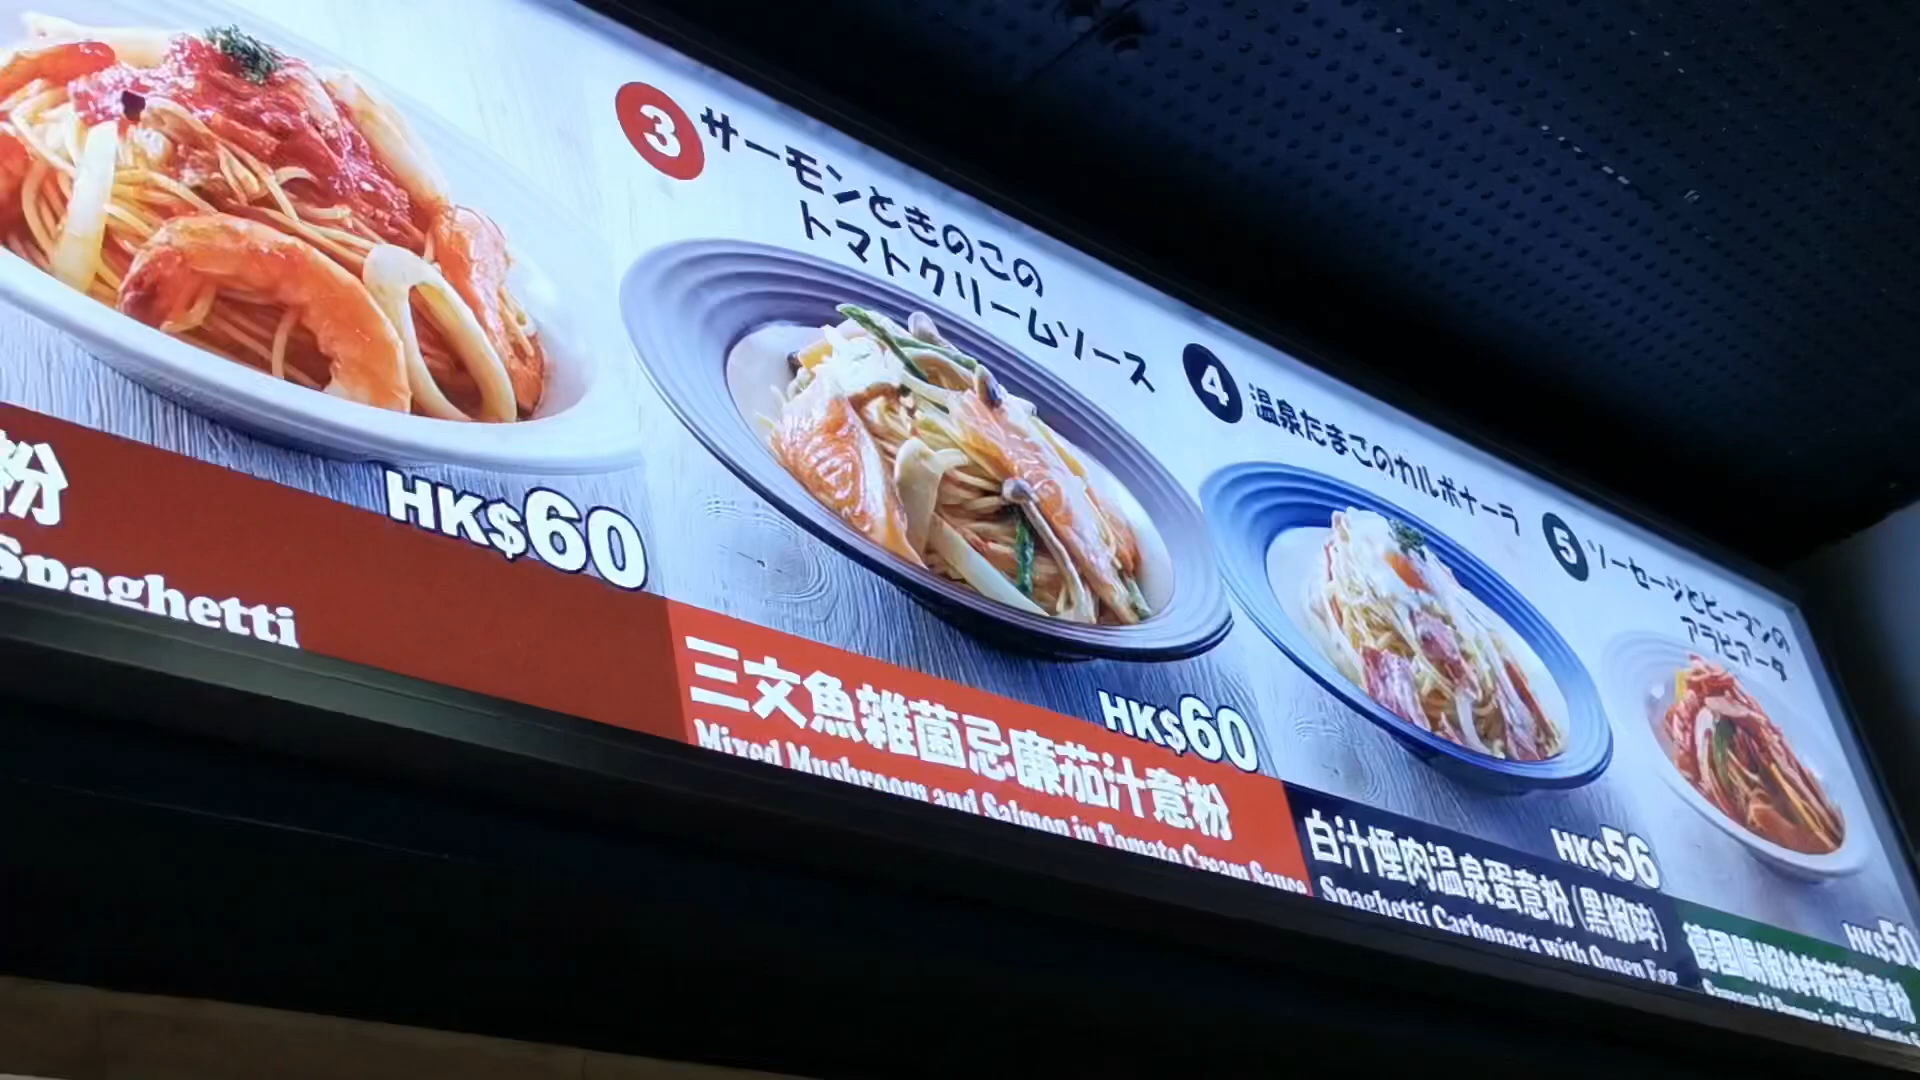 粉
HK$60
Spaghetti
3 サーモンときのこの
トマトクリームソース
HK$60
三文魚雜菌忌廉茄汁意粉
Mixed Mushroom and Salmon in Tomato Cream Sauce
4 温泉たまごのカルボナーラ
HK$56
白汁煙肉温泉蛋意粉(黑椒碎)
Spaghetti Carbonara with Onsen Egg
5 ソーセージとピーマンの
アラビアータ
HK$50